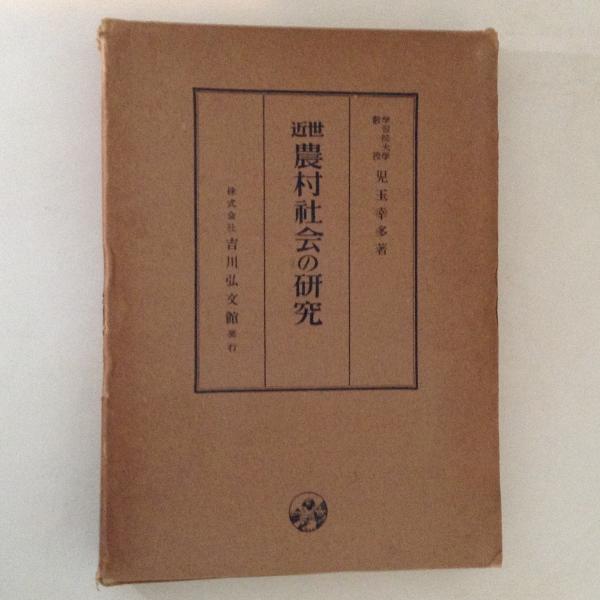 学習院大学
教授
児玉幸多著
近世
農村社会の研究
株式会社吉川弘文館発行